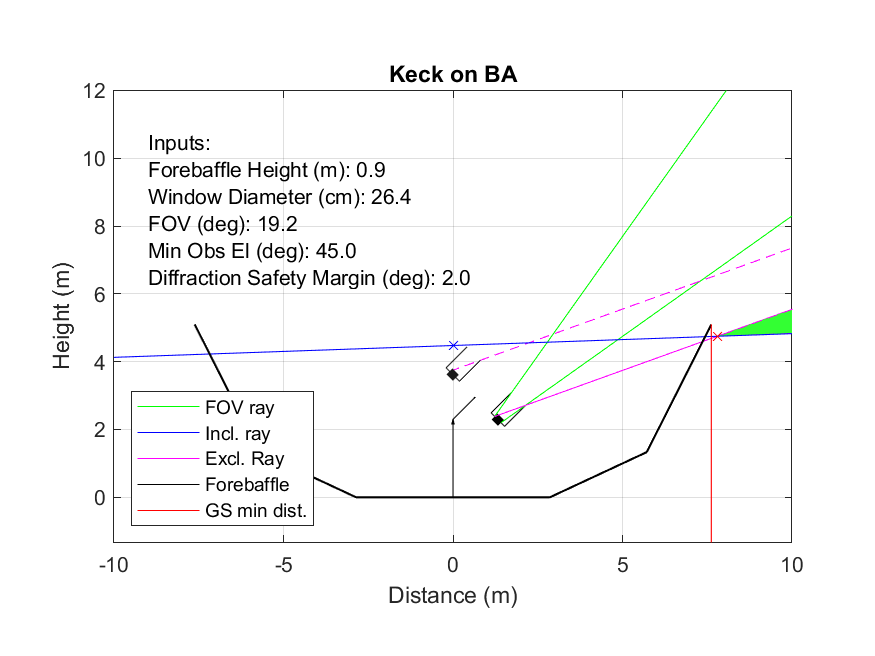 Keck on BA
12
10
8
6
4
2
0
Height (m)
Inputs:
Forebaffle Height (m): 0.9
Window Diameter (cm): 26.4
FOV (deg): 19.2
Min Obs El (deg): 45.0
Diffraction Safety Margin (deg): 2.0
FOV ray
Incl. ray
Excl. Ray
Forebaffle
GS min dist.
-10 -5 0 5 10
Distance (m)